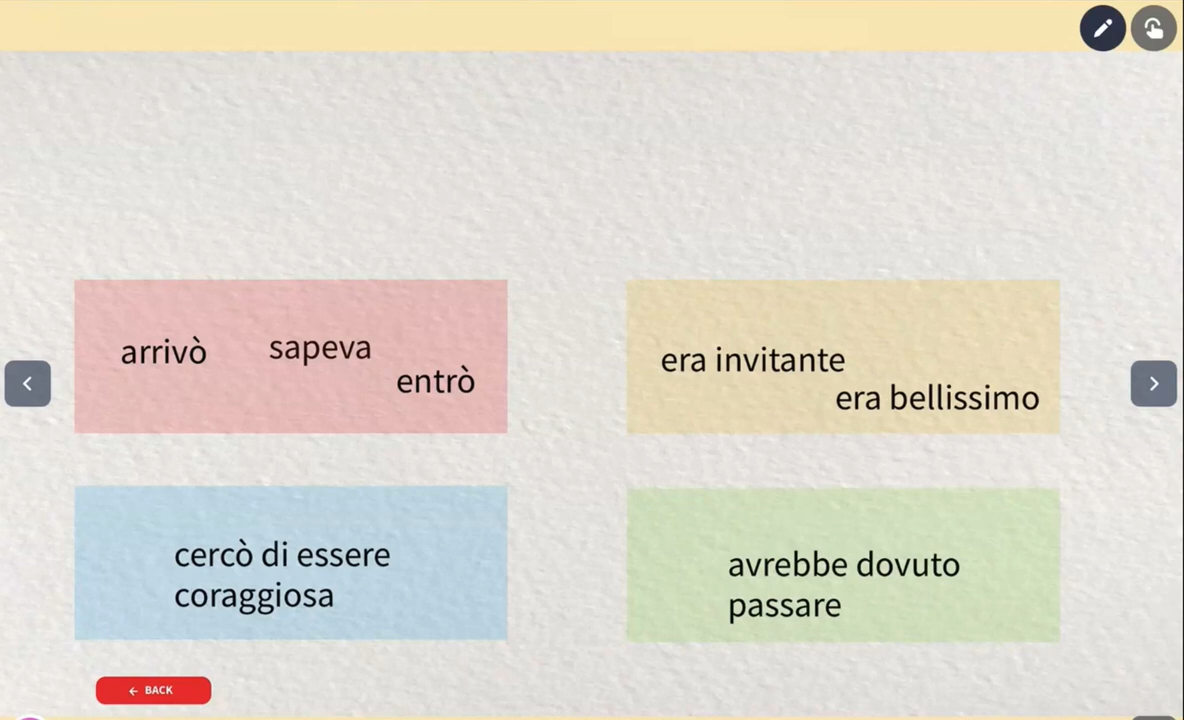 arrivò sapeva
entrò
era invitante
era bellissimo
cercò di essere
coraggiosa
avrebbe dovuto
passare
← BACK